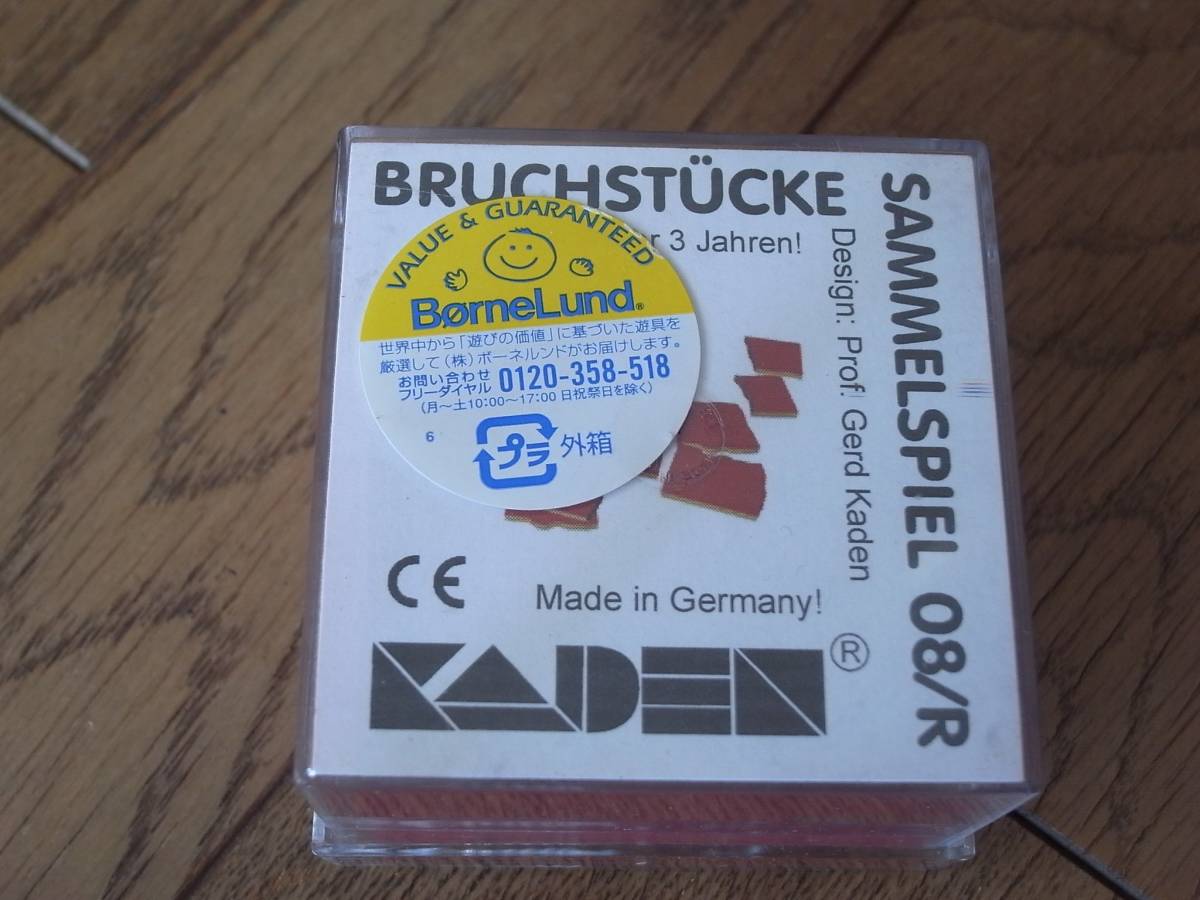 BRUCHSTÜCKE
r 3 Jahren!
SAMMELSPIEL 08/R
Design: Prof. Gerd Kaden
VALUE & GUARANTEED
BørneLund®
世界中から「遊びの価値」に基づいた遊具を
厳選して(株)ボーネルンドがお届けします。
お問い合わせ
フリーダイヤル 0120-358-518
(月〜土10:00〜17:00 日祝祭日を除く)
6
プラ 外箱
CE
Made in Germany!
KADEN®